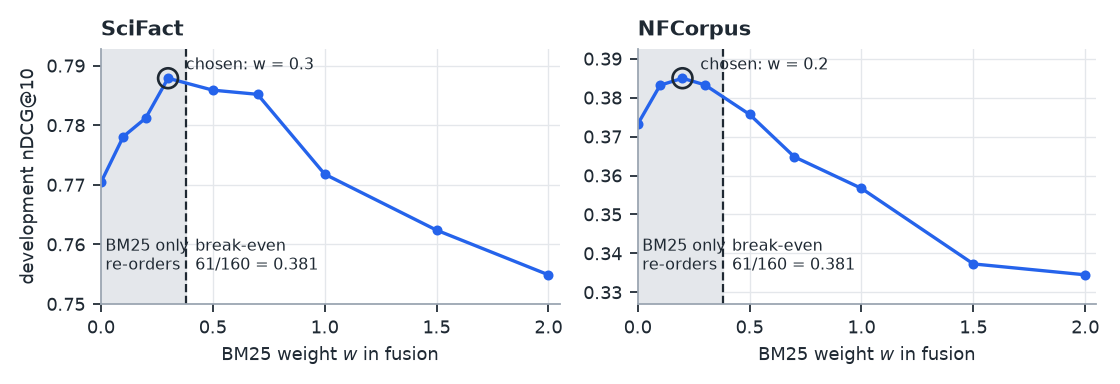 SciFact
development nDCG@10
0.79
0.78
0.77
0.76
0.75
chosen: w = 0.3
BM25 only
re-orders
break-even
61/160 = 0.381
0.0
0.5
1.0
1.5
2.0
BM25 weight w in fusion
NFCorpus
0.39
0.38
0.37
0.36
0.35
0.34
0.33
chosen: w = 0.2
BM25 only
re-orders
break-even
61/160 = 0.381
0.0
0.5
1.0
1.5
2.0
BM25 weight w in fusion